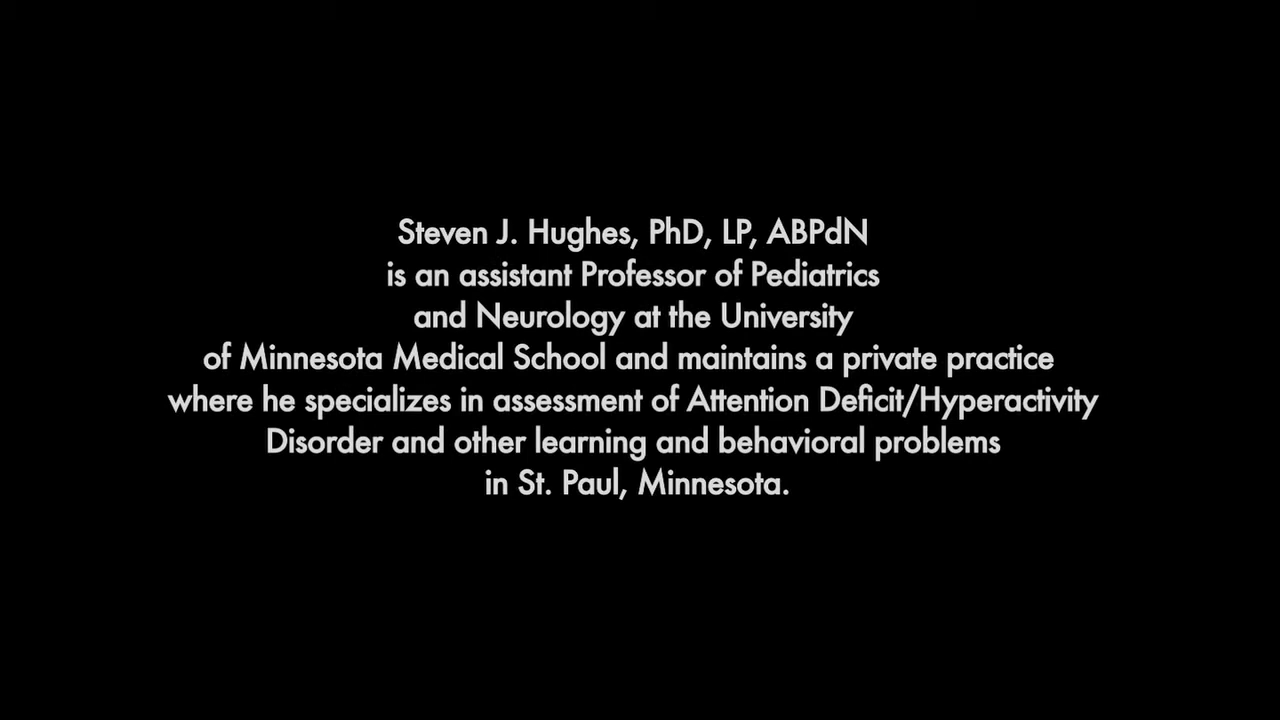 Steven J. Hughes, PhD, LP, ABPdN
is an assistant Professor of Pediatrics
and Neurology at the University
of Minnesota Medical School and maintains a private practice
where he specializes in assessment of Attention Deficit/Hyperactivity
Disorder and other learning and behavioral problems
in St. Paul, Minnesota.